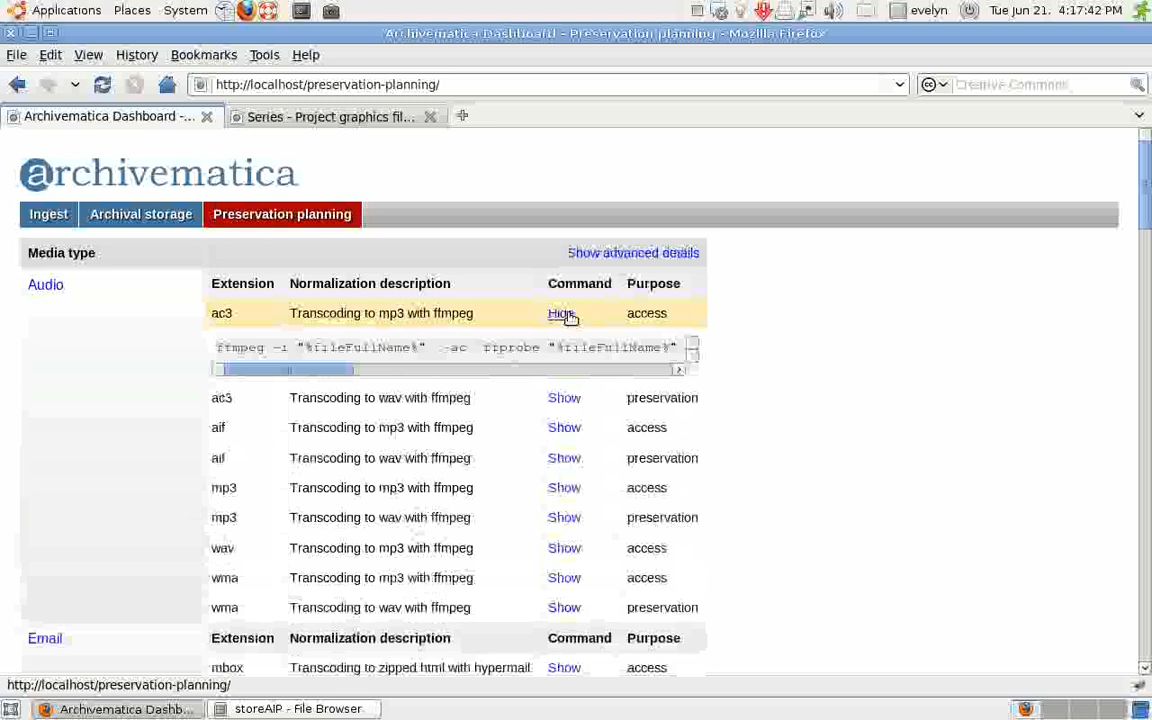 Applications Places System evelyn Tue Jun 21, 4:17:42 PM
Archivematica Dashboard - Preservation planning - Mozilla Firefox
File Edit View History Bookmarks Tools Help
http://localhost/preservation-planning/ Creative Commons
Archivematica Dashboard -... Series - Project graphics fil...
archivematica
Ingest Archival storage Preservation planning
Media type Show advanced details
Audio Extension Normalization description Command Purpose
ac3 Transcoding to mp3 with ffmpeg Hide access
ffmpeg -i "%fileFullName%" -ac ffprobe "%fileFullName%"
ac3 Transcoding to wav with ffmpeg Show preservation
aif Transcoding to mp3 with ffmpeg Show access
aif Transcoding to wav with ffmpeg Show preservation
mp3 Transcoding to mp3 with ffmpeg Show access
mp3 Transcoding to wav with ffmpeg Show preservation
wav Transcoding to mp3 with ffmpeg Show access
wma Transcoding to mp3 with ffmpeg Show access
wma Transcoding to wav with ffmpeg Show preservation
Email Extension Normalization description Command Purpose
mbox Transcoding to zipped html with hypermail Show access
http://localhost/preservation-planning/
Archivematica Dashb... storeAIP - File Browser